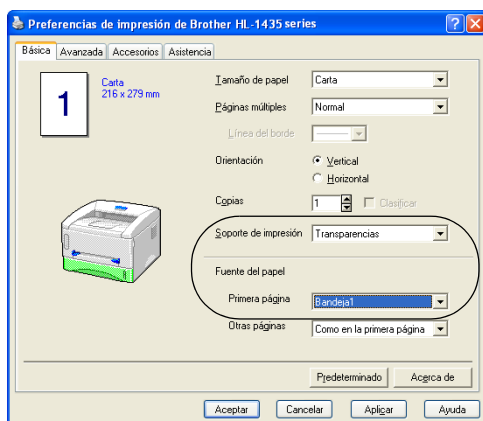 Preferencias de impresión de Brother HL-1435 series
Básica Avanzada Accesorios Asistencia
1
Carta
216 x 279 mm
Tamaño de papel Carta
Páginas múltiples Normal
Línea del borde
Orientación Vertical
Horizontal
Copias 1 Clasificar
Soporte de impresión Transparencias
Fuente del papel
Primera página Bandeja1
Otras páginas Como en la primera página
Predeterminado Acerca de
Aceptar Cancelar Aplicar Ayuda